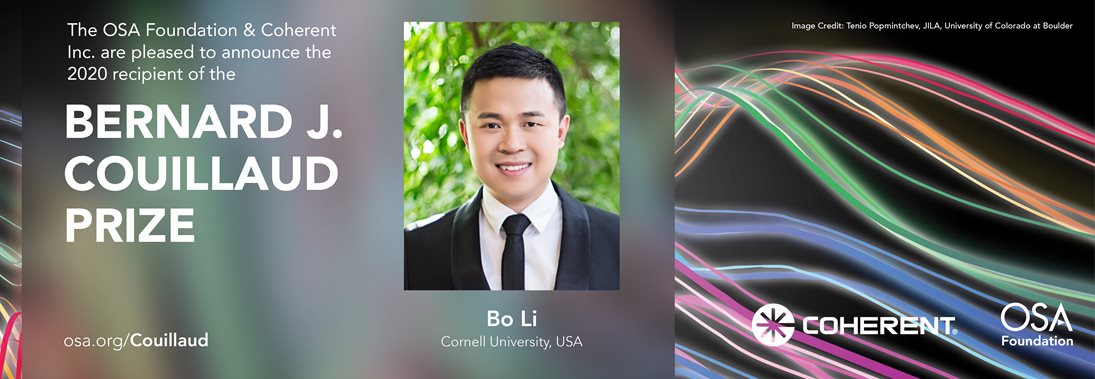 The OSA Foundation & Coherent
Inc. are pleased to announce the
2020 recipient of the
BERNARD J.
COUILLAUD
PRIZE
osa.org/Couillaud
Bo Li
Cornell University, USA
Image Credit: Tenio Popmintchev, JILA, University of Colorado at Boulder
COHERENT®
OSA
Foundation